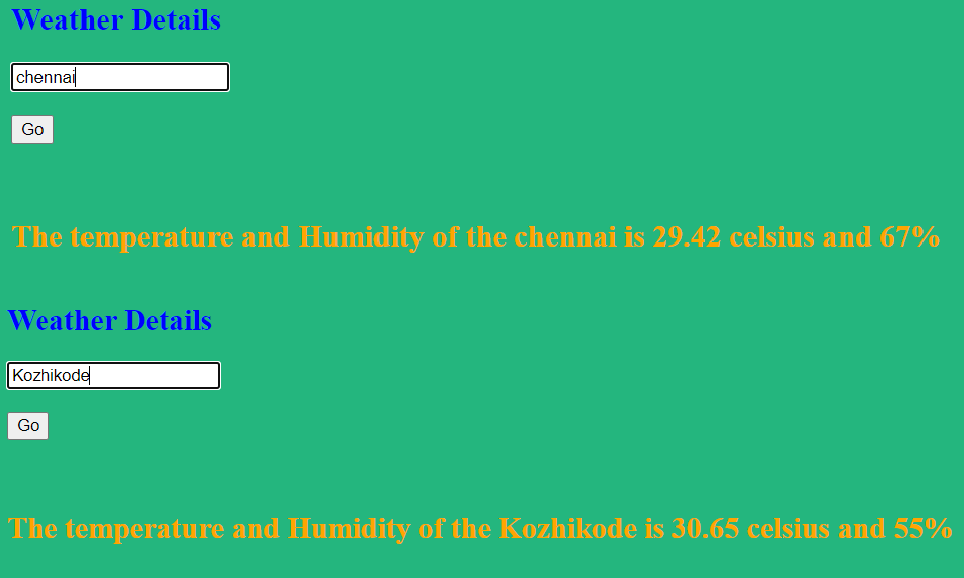 Weather Details
chennai
Go
The temperature and Humidity of the chennai is 29.42 celsius and 67%
Weather Details
Kozhikode
Go
The temperature and Humidity of the Kozhikode is 30.65 celsius and 55%